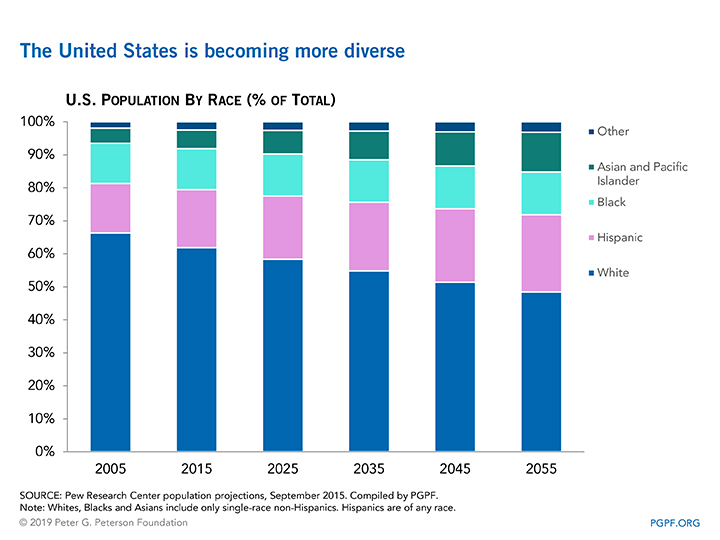 The United States is becoming more diverse
U.S. POPULATION BY RACE (% OF TOTAL)
100%
90%
80%
70%
60%
50%
40%
30%
20%
10%
0%
2005 2015 2025 2035 2045 2055
Other
Asian and Pacific
Islander
Black
Hispanic
White
SOURCE: Pew Research Center population projections, September 2015. Compiled by PGPF.
Note: Whites, Blacks and Asians include only single-race non-Hispanics. Hispanics are of any race.
© 2019 Peter G. Peterson Foundation
PGPF.ORG